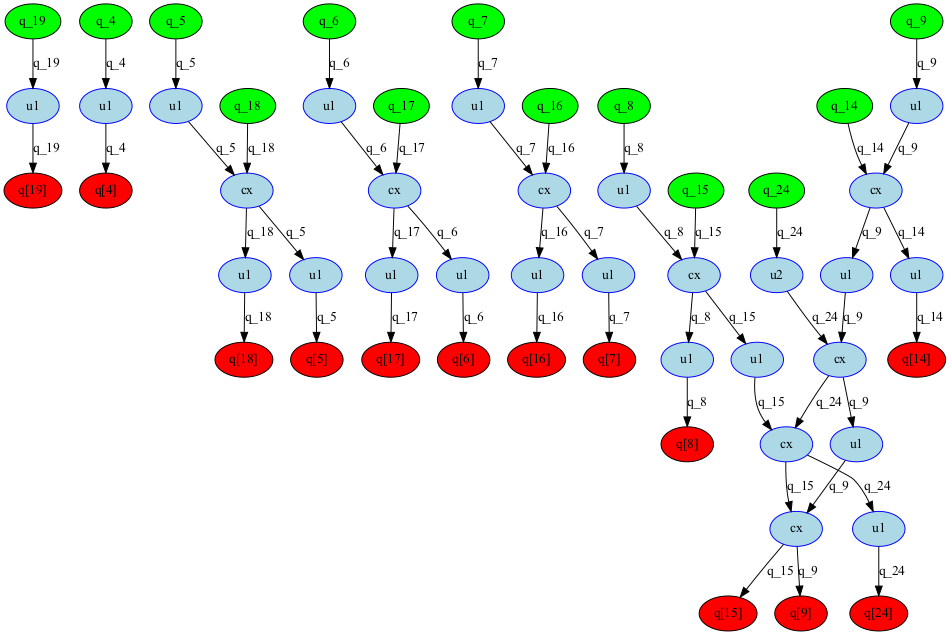 q_19 q_4 q_5 q_6 q_7 q_9
q_19 q_4 q_5 q_6 q_7 q_9
u1 u1 u1 q_18 u1 q_17 u1 q_16 q_8 q_14 u1
q_19 q_4 q_5 q_18 q_6 q_17 q_7 q_16 q_8 q_14 q_9
q[19] q[4] cx cx cx u1 q_15 q_24 cx
q_18 q_5 q_17 q_6 q_16 q_7 q_8 q_15 q_24 q_9 q_14
u1 u1 u1 u1 u1 u1 cx u2 u1 u1
q_18 q_5 q_17 q_6 q_16 q_7 q_8 q_15 q_24 q_9 q_14
q[18] q[5] q[17] q[6] q[16] q[7] u1 u1 cx q[14]
q_8 q_15 q_24 q_9
q[8] cx u1
q_15 q_9 q_24
cx u1
q_15 q_9 q_24
q[15] q[9] q[24]